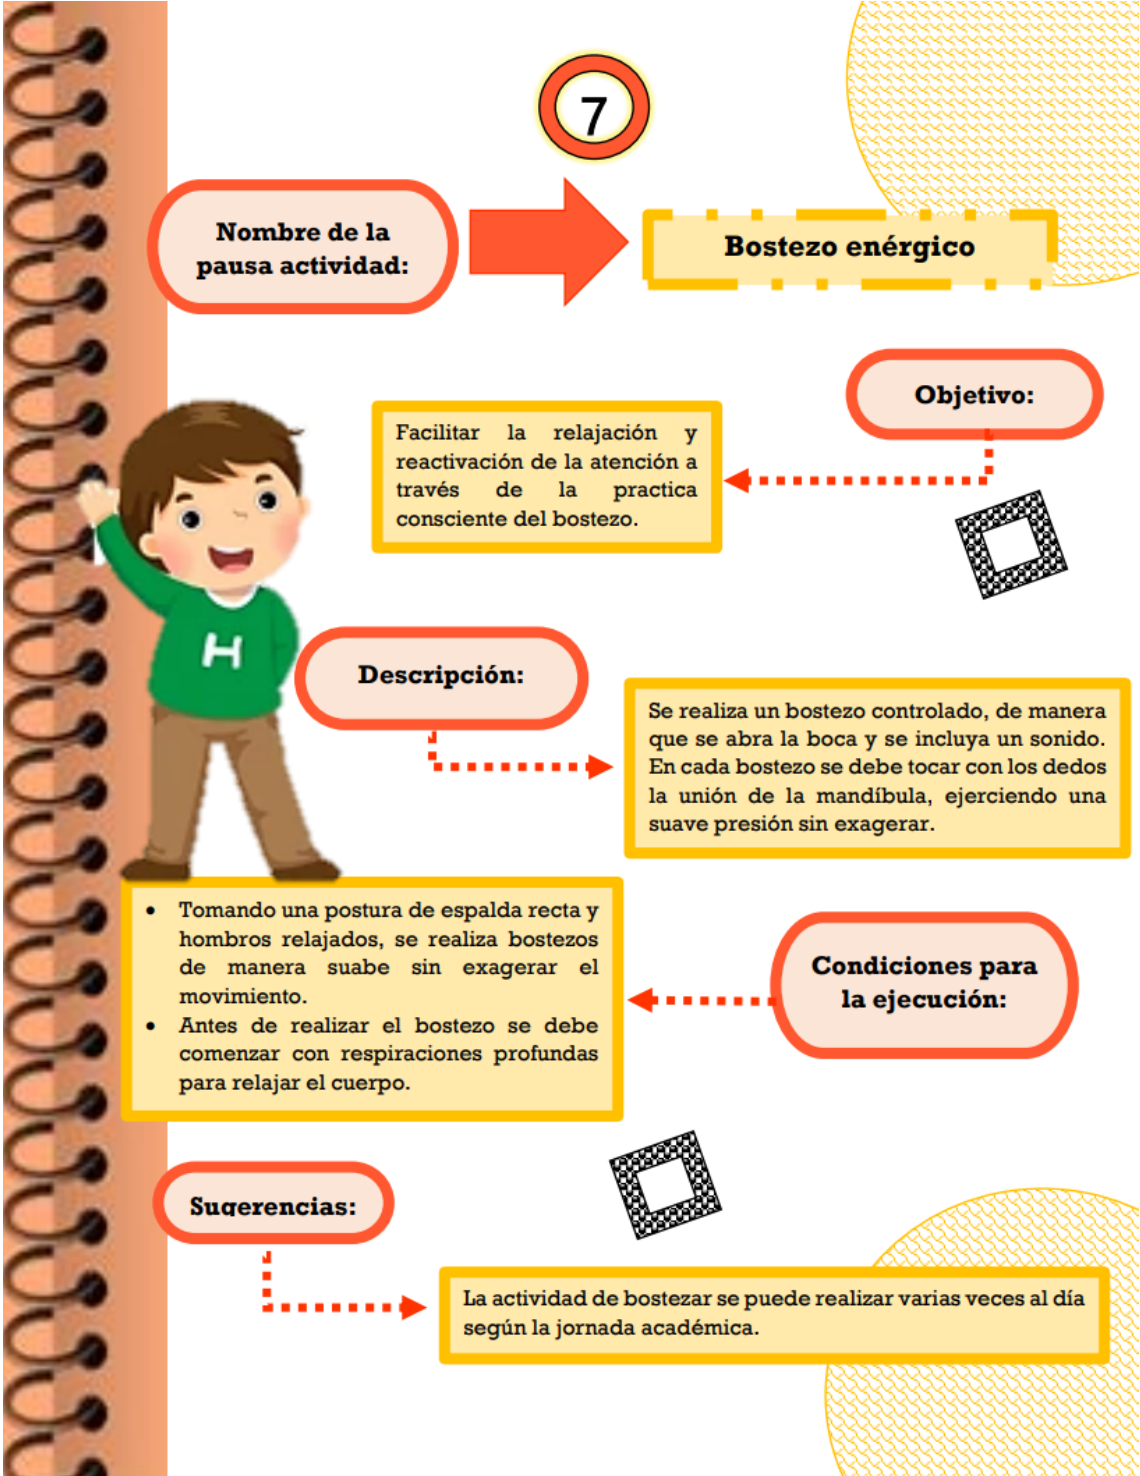 7
Nombre de la
pausa actividad:
Bostezo enérgico
Objetivo:
Facilitar la relajación y
reactivación de la atención a
través de la practica
consciente del bostezo.
H
Descripción:
Se realiza un bostezo controlado, de manera
que se abra la boca y se incluya un sonido.
En cada bostezo se debe tocar con los dedos
la unión de la mandíbula, ejerciendo una
suave presión sin exagerar.
Condiciones para
la ejecución:
• Tomando una postura de espalda recta y
hombros relajados, se realiza bostezos
de manera suabe sin exagerar el
movimiento.
• Antes de realizar el bostezo se debe
comenzar con respiraciones profundas
para relajar el cuerpo.
Sugerencias:
La actividad de bostezar se puede realizar varias veces al día
según la jornada académica.